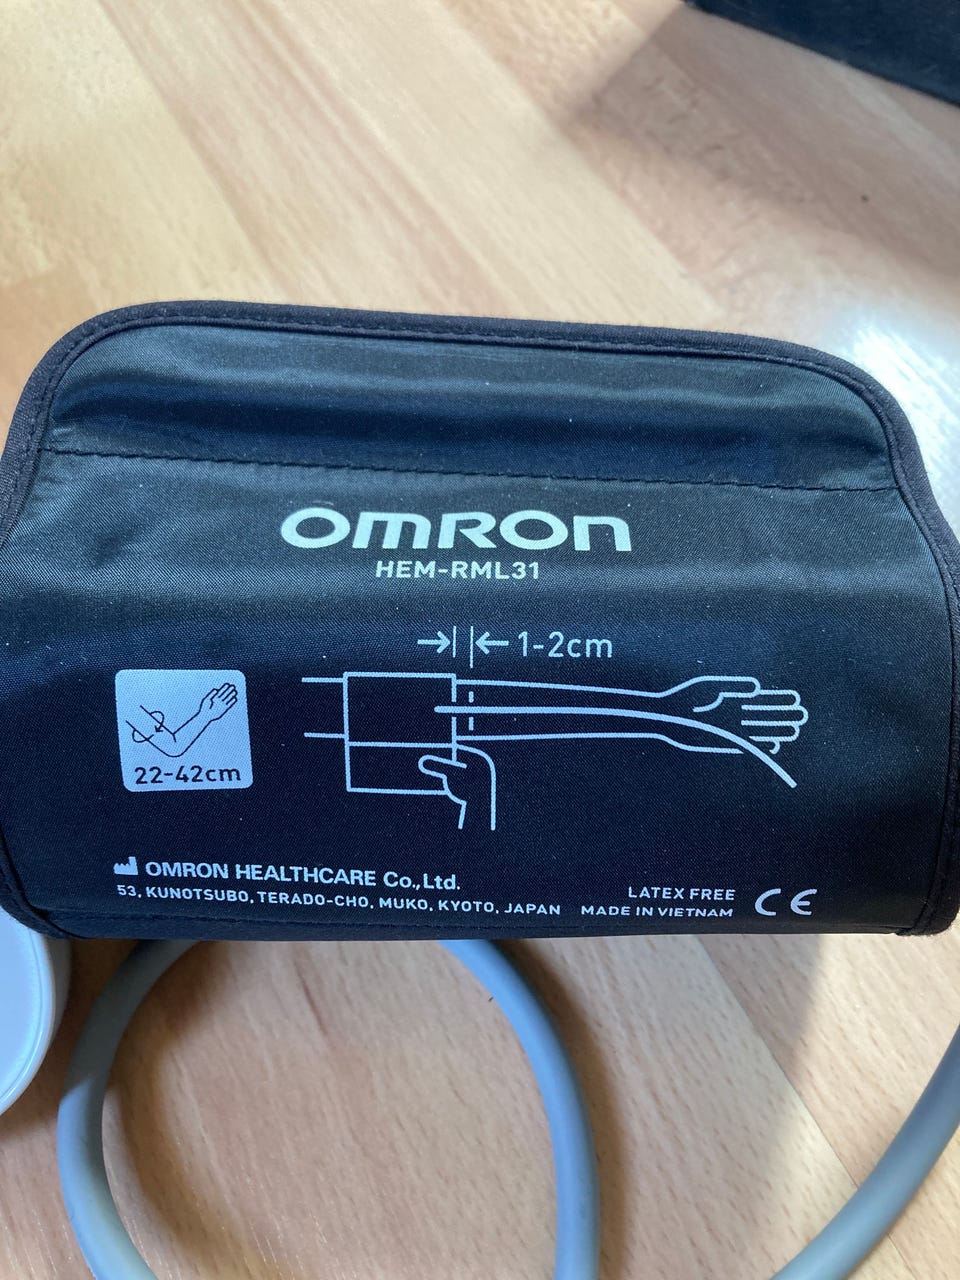 OMRON
HEM-RML31
1-2cm
22-42cm
OMRON HEALTHCARE Co.,Ltd.
53, KUNOTSUBO, TERADO-CHO, MUKO, KYOTO, JAPAN
LATEX FREE
MADE IN VIETNAM
CE